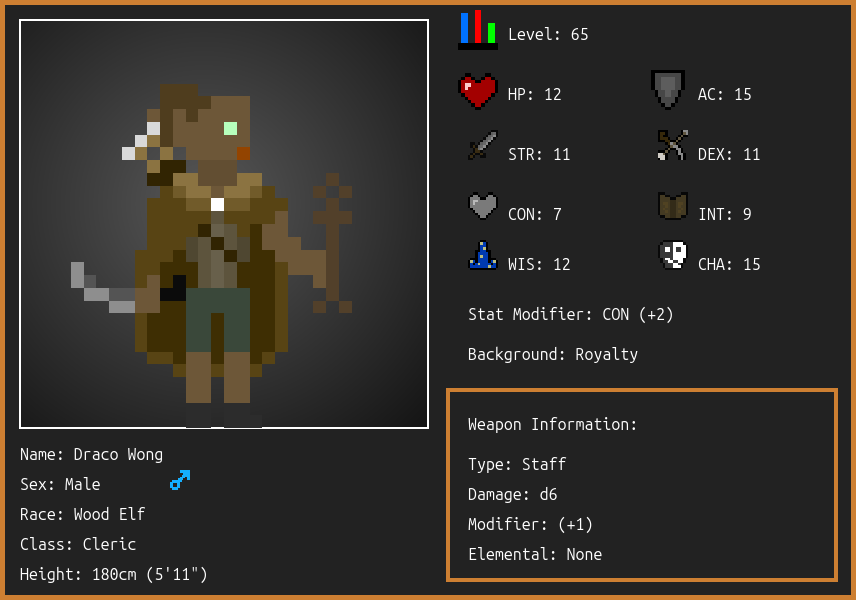 Level: 65
HP: 12
AC: 15
STR: 11
DEX: 11
CON: 7
INT: 9
WIS: 12
CHA: 15
Stat Modifier: CON (+2)
Background: Royalty
Weapon Information:
Type: Staff
Damage: d6
Modifier: (+1)
Elemental: None
Name: Draco Wong
Sex: Male
Race: Wood Elf
Class: Cleric
Height: 180cm (5'11")